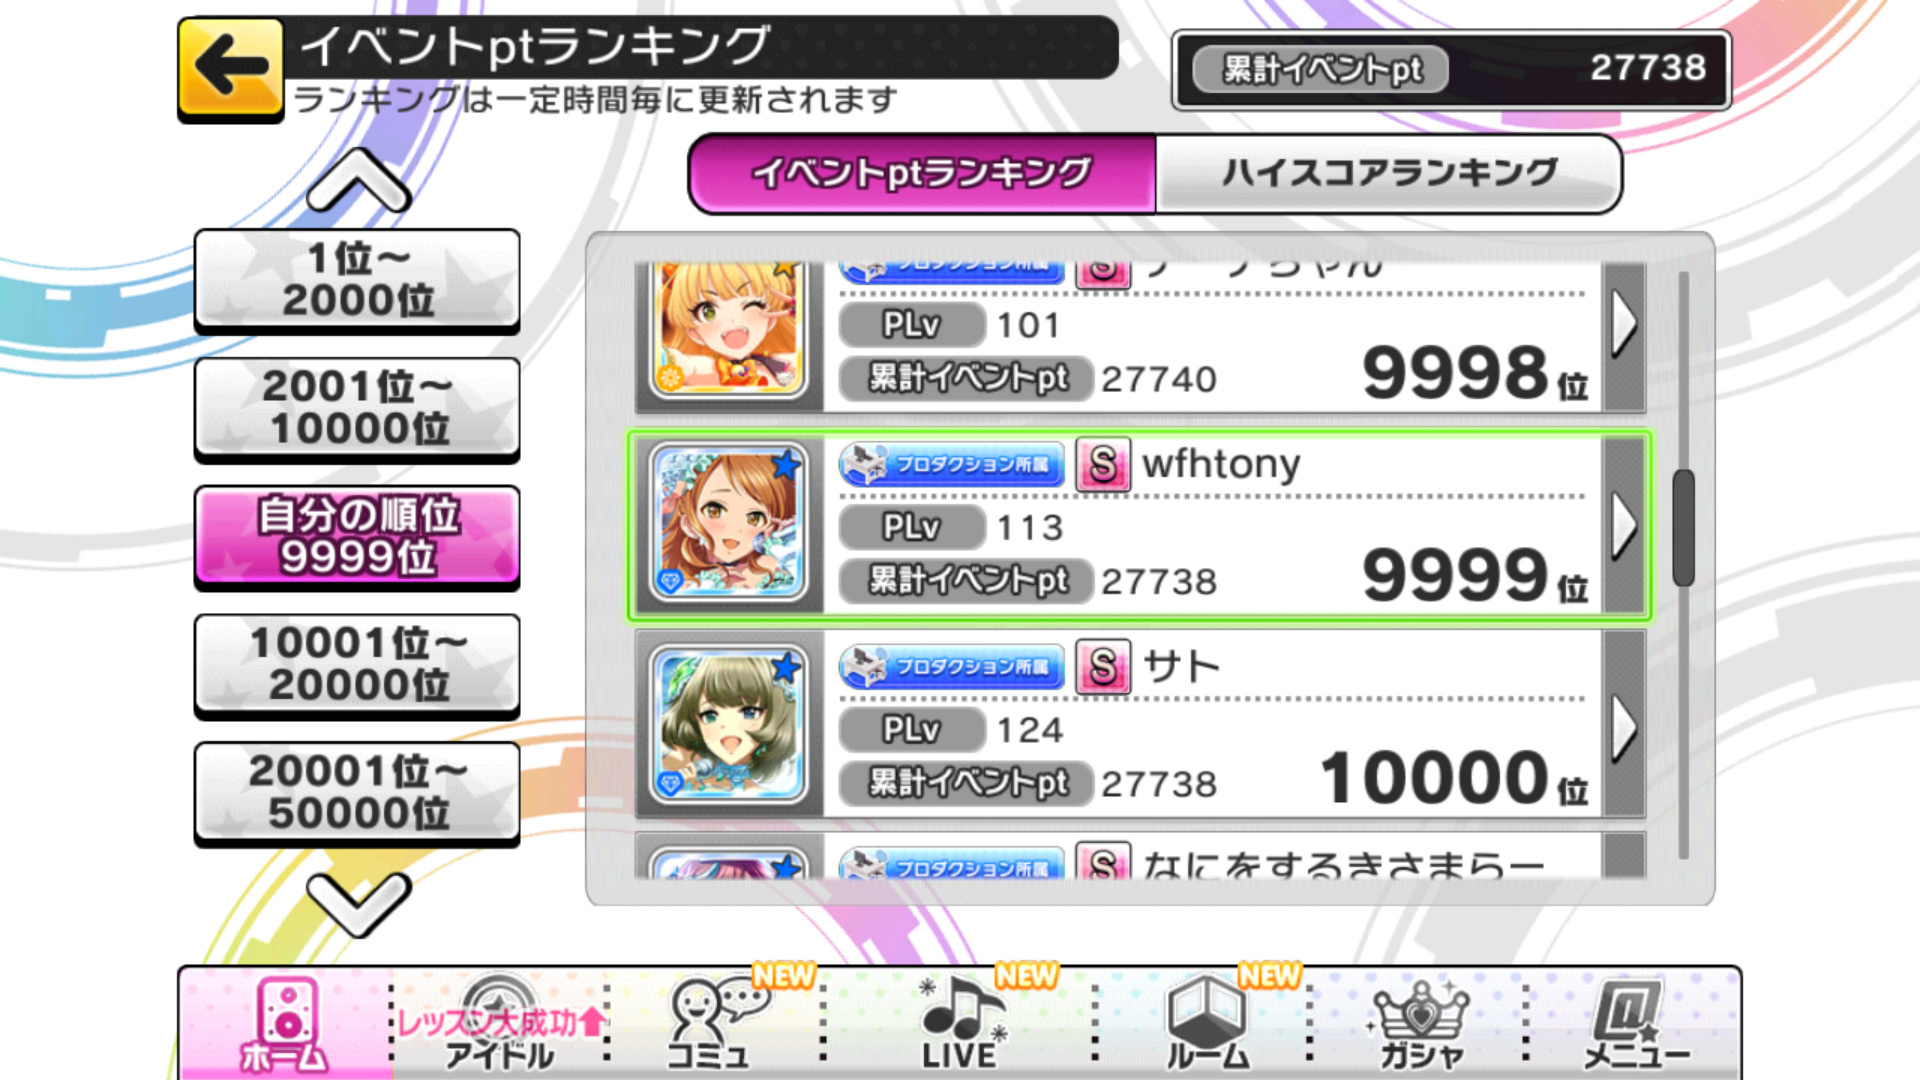 イベントptランキング
ランキングは一定時間毎に更新されます
累計イベントpt 27738
イベントptランキング
ハイスコアランキング
1位～
2000位
2001位～
10000位
自分の順位
9999位
10001位～
20000位
20001位～
50000位
プロダクション所属 S
PLv 101
累計イベントpt 27740
9998位
プロダクション所属 S wfhtony
PLv 113
累計イベントpt 27738
9999位
プロダクション所属 S サト
PLv 124
累計イベントpt 27738
10000位
プロダクション所属 S なにをするきさまらー
ホーム
レッスン大成功
アイドル
NEW
コミュ
NEW
LIVE
NEW
ルーム
ガシャ
メニュー